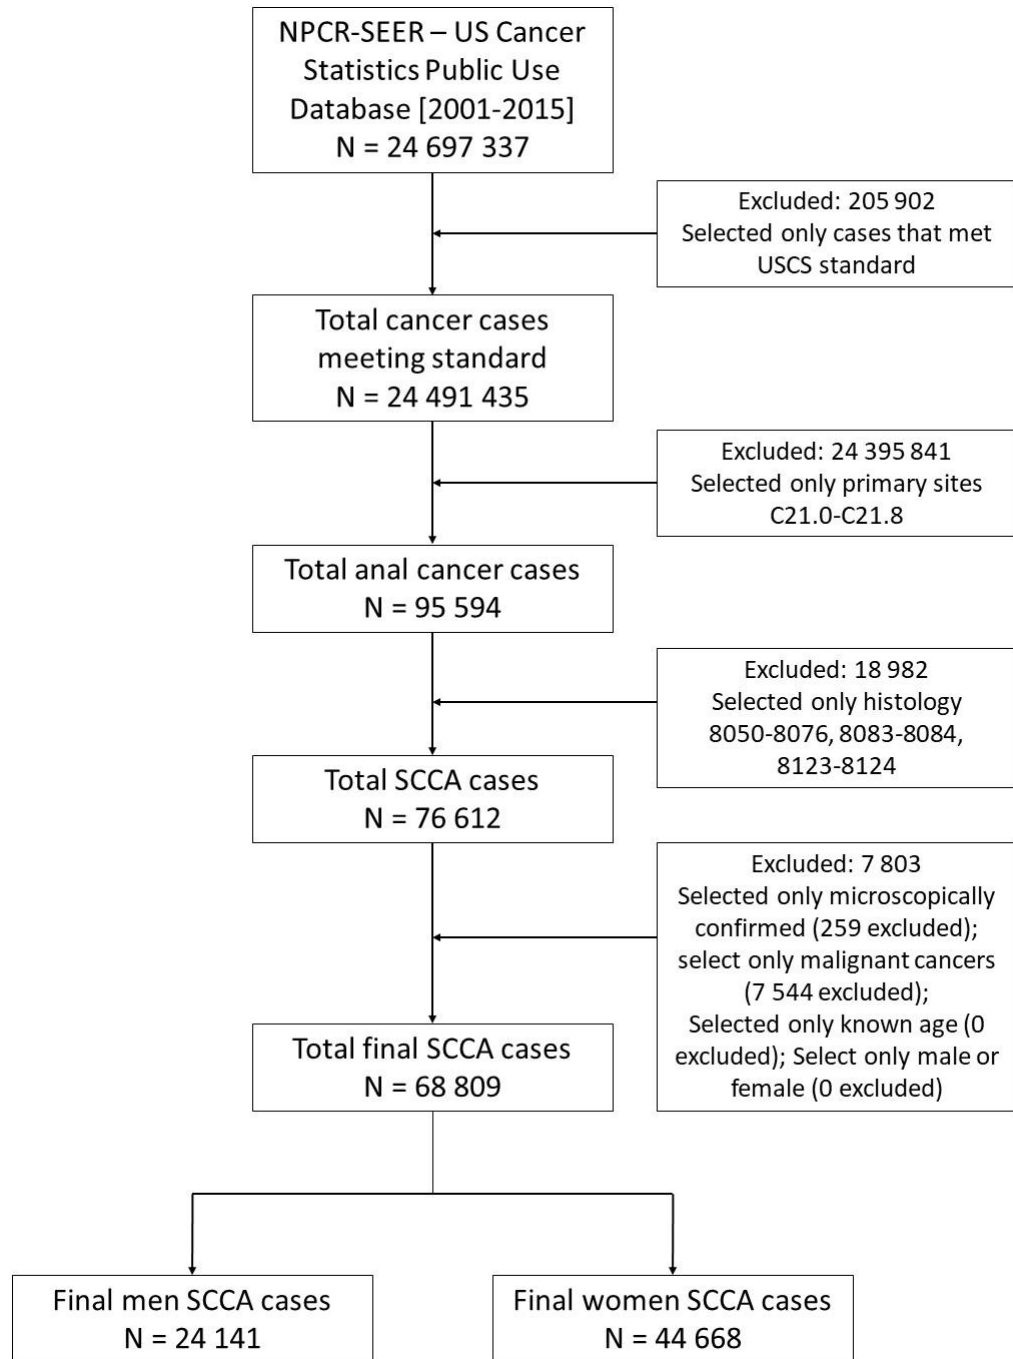 NPCR-SEER – US Cancer
Statistics Public Use
Database [2001-2015]
N = 24 697 337
Excluded: 205 902
Selected only cases that met
USCS standard
Total cancer cases
meeting standard
N = 24 491 435
Excluded: 24 395 841
Selected only primary sites
C21.0-C21.8
Total anal cancer cases
N = 95 594
Excluded: 18 982
Selected only histology
8050-8076, 8083-8084,
8123-8124
Total SCCA cases
N = 76 612
Excluded: 7 803
Selected only microscopically
confirmed (259 excluded);
select only malignant cancers
(7 544 excluded);
Selected only known age (0
excluded); Select only male or
female (0 excluded)
Total final SCCA cases
N = 68 809
Final men SCCA cases
N = 24 141
Final women SCCA cases
N = 44 668